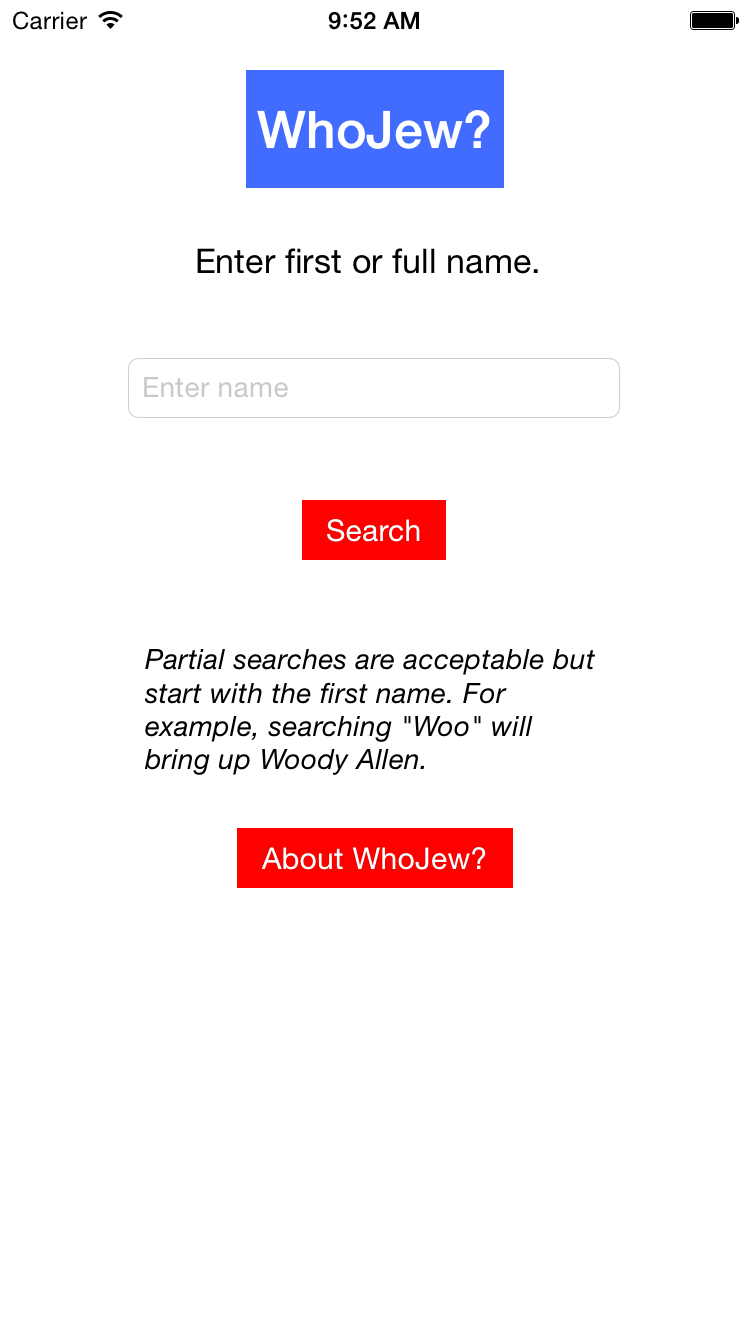 Carrier 9:52 AM
WhoJew?
Enter first or full name.
Enter name
Search
Partial searches are acceptable but
start with the first name. For
example, searching "Woo" will
bring up Woody Allen.
About WhoJew?